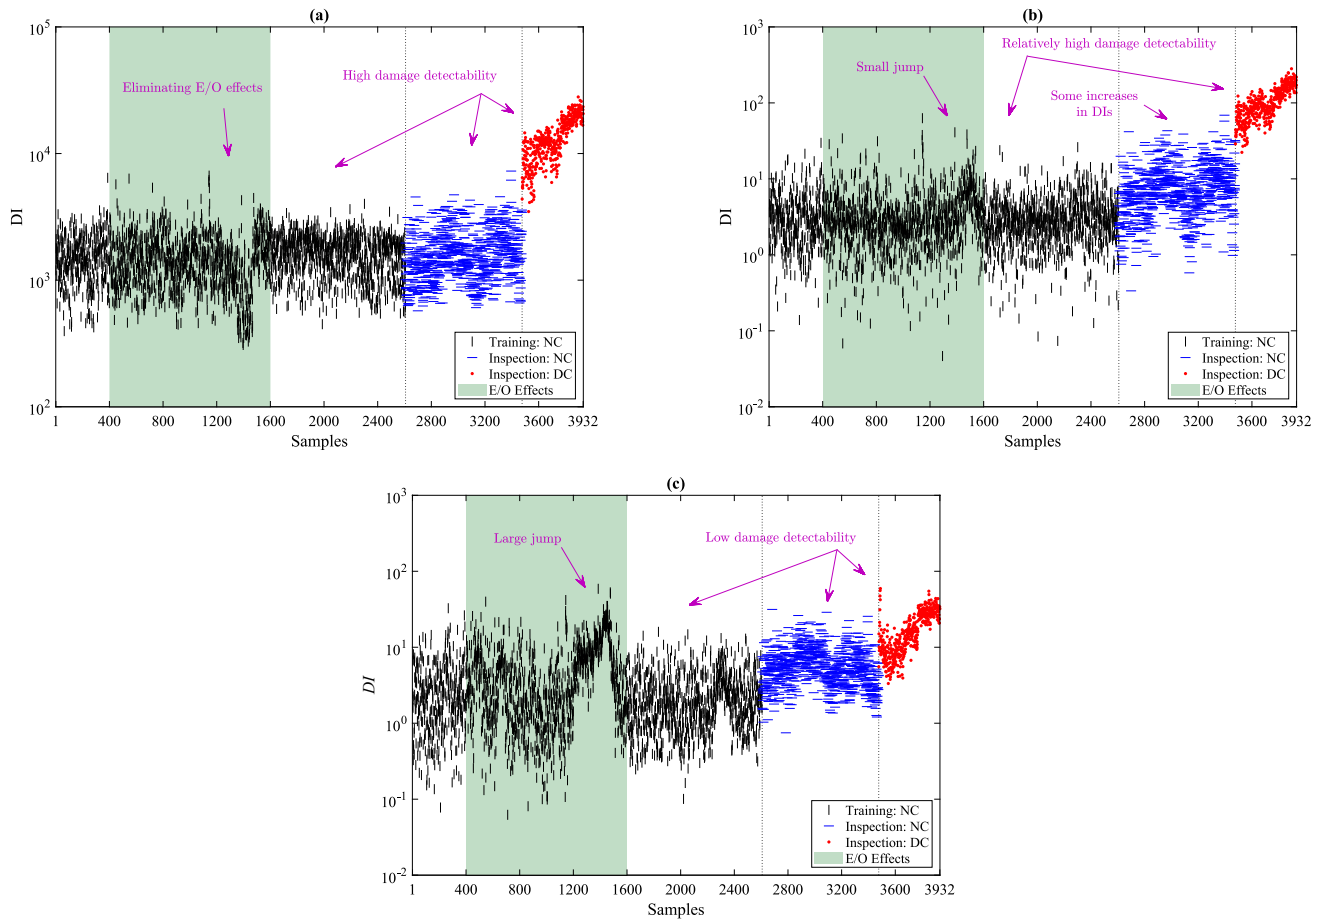 (a)
10^5
10^4
10^3
10^2
DI
Eliminating E/O effects
High damage detectability
Training: NC
Inspection: NC
Inspection: DC
E/O Effects
1 400 800 1200 1600 2000 2400 2800 3200 3600 3932
Samples
(b)
10^3
10^2
10^1
10^0
10^-1
10^-2
DI
Relatively high damage detectability
Small jump
Some increases
in DIs
Training: NC
Inspection: NC
Inspection: DC
E/O Effects
1 400 800 1200 1600 2000 2400 2800 3200 3600 3932
Samples
(c)
10^3
10^2
10^1
10^0
10^-1
10^-2
DI
Large jump
Low damage detectability
Training: NC
Inspection: NC
Inspection: DC
E/O Effects
1 400 800 1200 1600 2000 2400 2800 3200 3600 3932
Samples